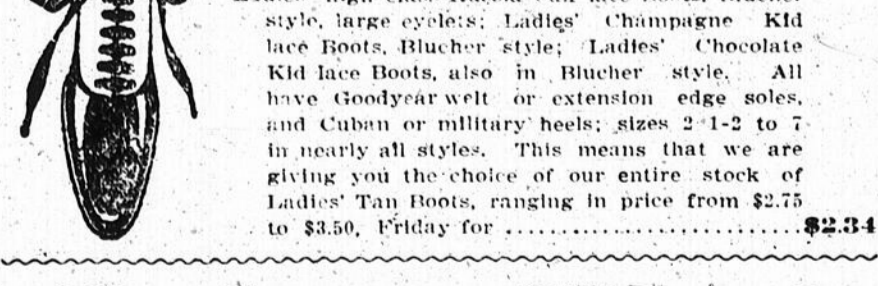 style, large eyelets; Ladies' Champagne Kid
lace Boots, Blucher style; Ladies' Chocolate
Kid lace Boots, also in Blucher style. All
have Goodyear welt or extension edge soles,
and Cuban or military heels; sizes 2 1-2 to 7
in nearly all styles. This means that we are
giving you the choice of our entire stock of
Ladies' Tan Boots, ranging in price from $2.75
to $3.50, Friday for ..............................$2.34